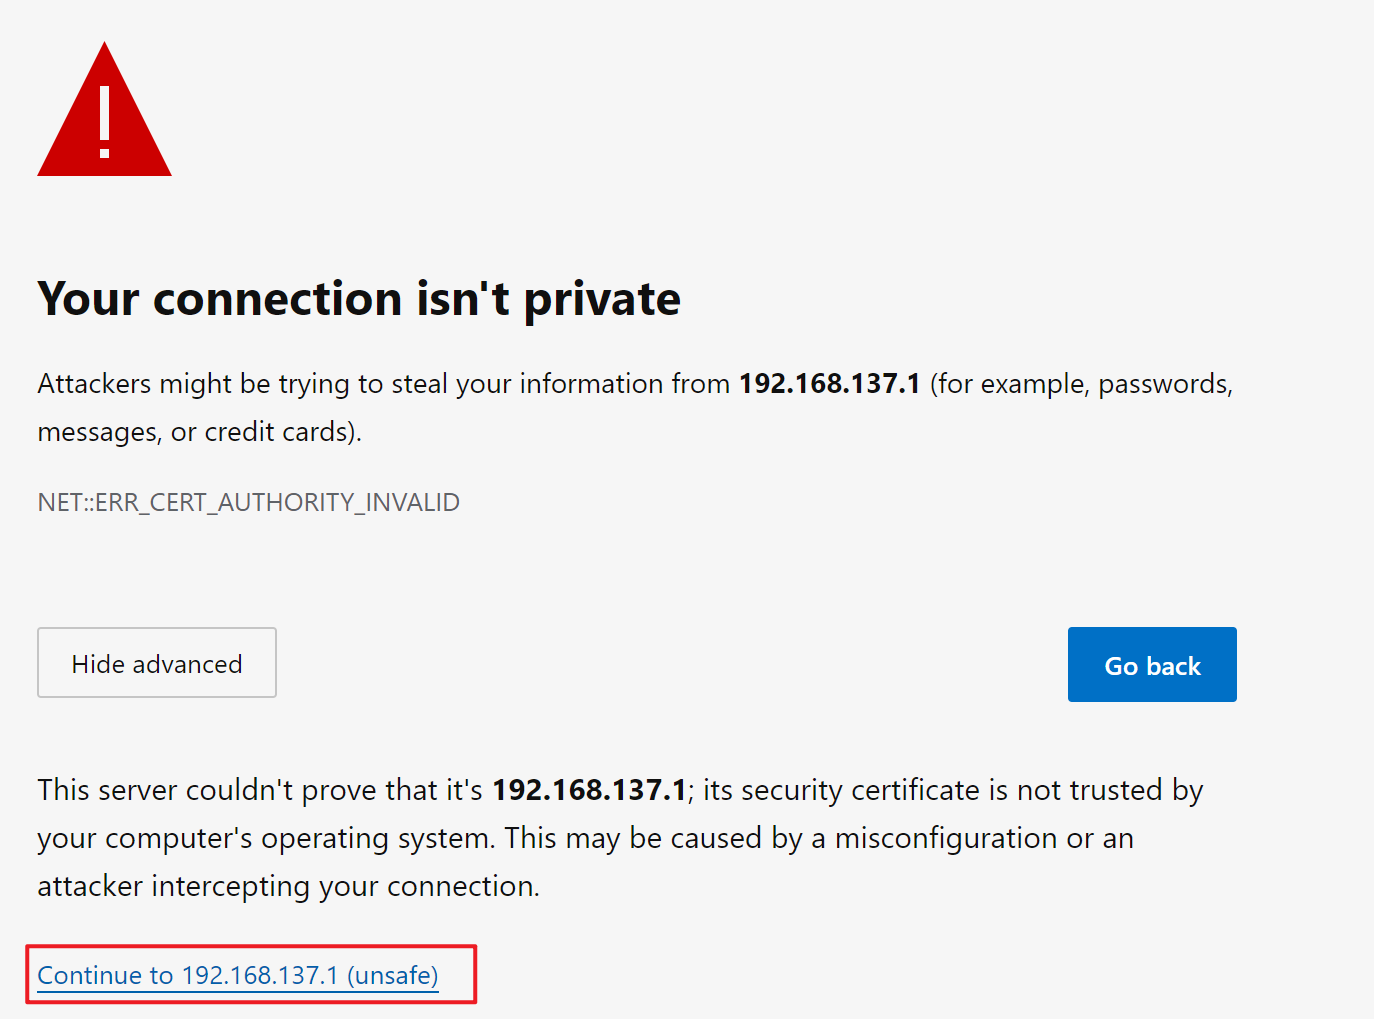 Your connection isn't private
Attackers might be trying to steal your information from 192.168.137.1 (for example, passwords,
messages, or credit cards).
NET::ERR_CERT_AUTHORITY_INVALID
Hide advanced
Go back
This server couldn't prove that it's 192.168.137.1; its security certificate is not trusted by
your computer's operating system. This may be caused by a misconfiguration or an
attacker intercepting your connection.
Continue to 192.168.137.1 (unsafe)